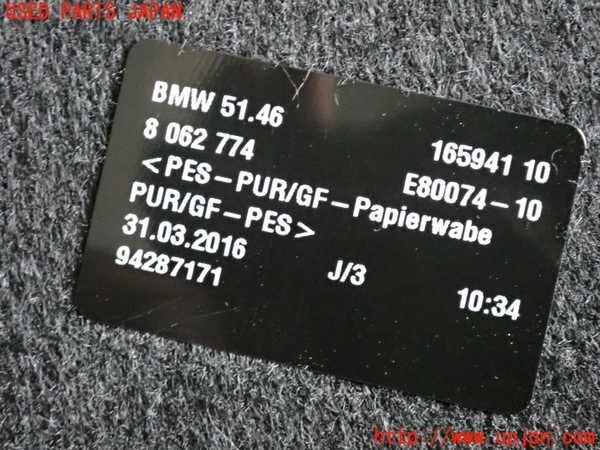 USED PARTS JAPAN
BMW 51.46
8 062 774 165941 10
<PES-PUR/GF-Papierwabe E80074-10
PUR/GF-PES>
31.03.2016 J/3 10:34
94287171
http://www.upjpn.com/